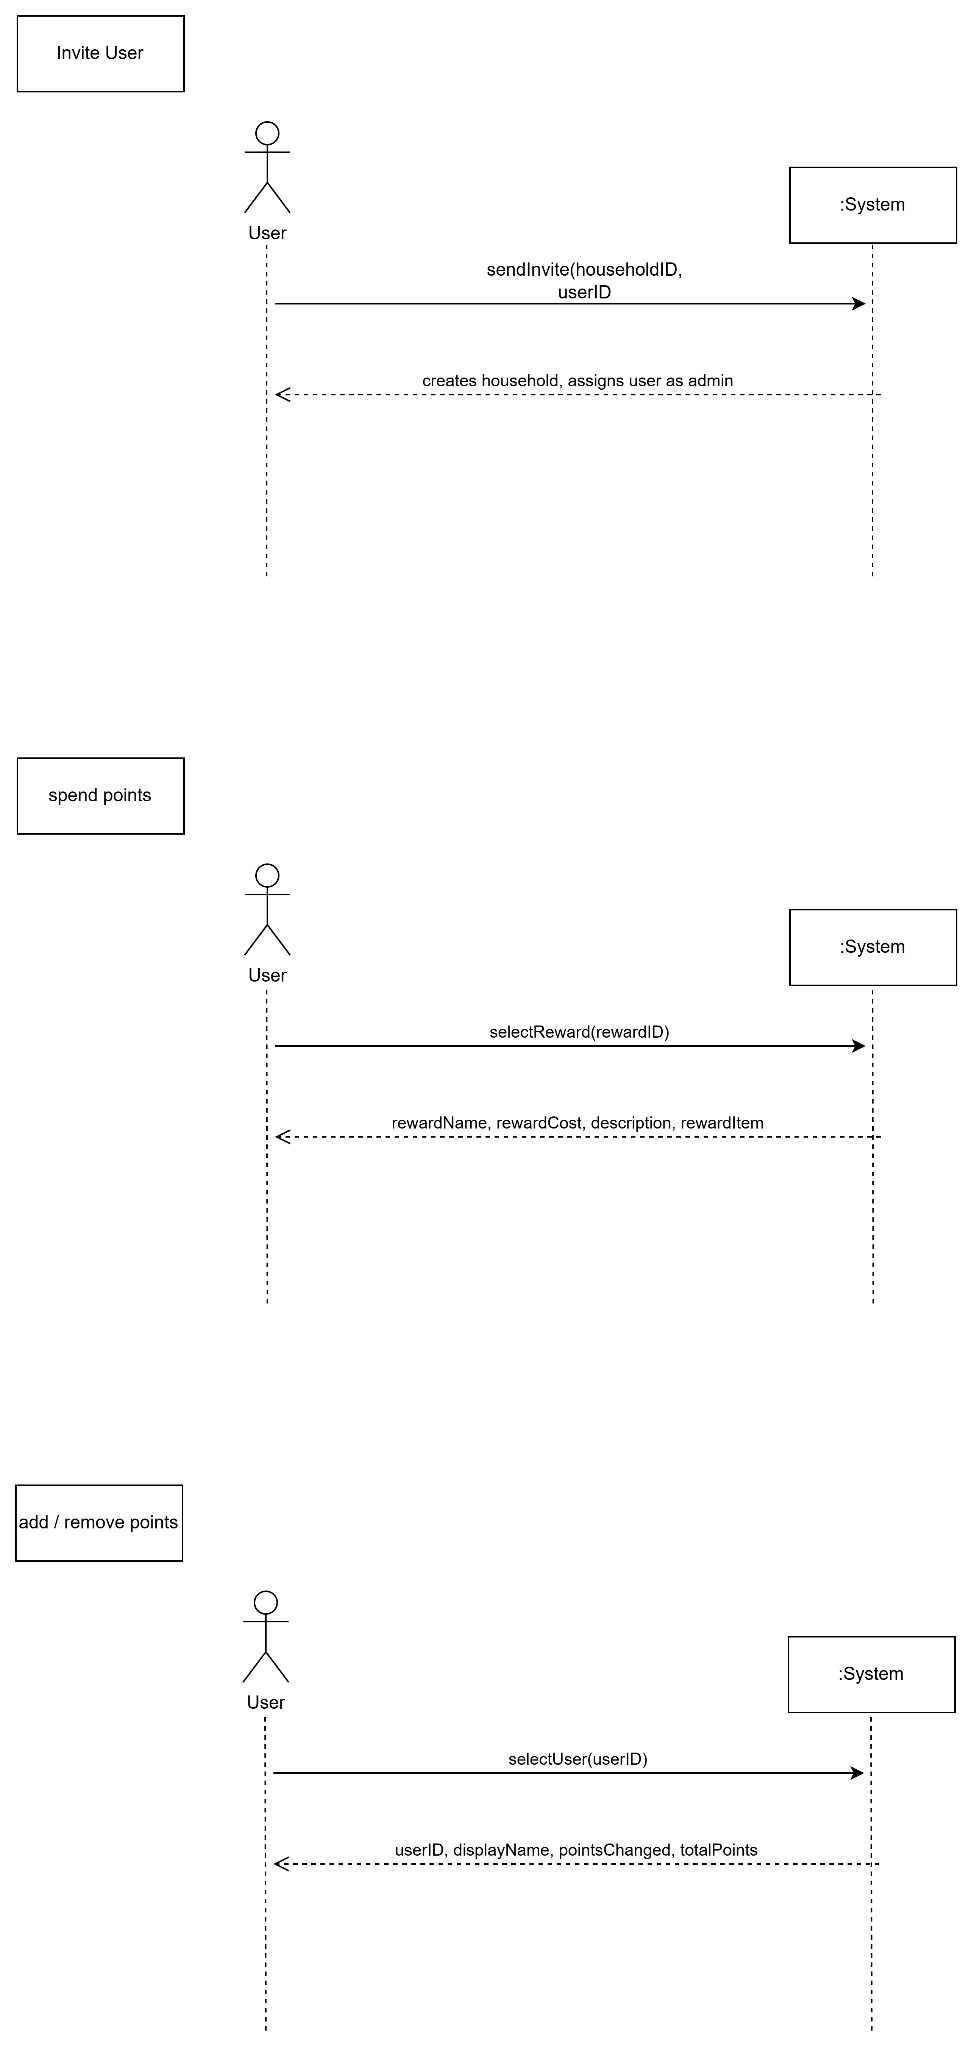 Invite User
User
:System
sendInvite(householdID,
userID
creates household, assigns user as admin
spend points
User
:System
selectReward(rewardID)
rewardName, rewardCost, description, rewardItem
add / remove points
User
:System
selectUser(userID)
userID, displayName, pointsChanged, totalPoints